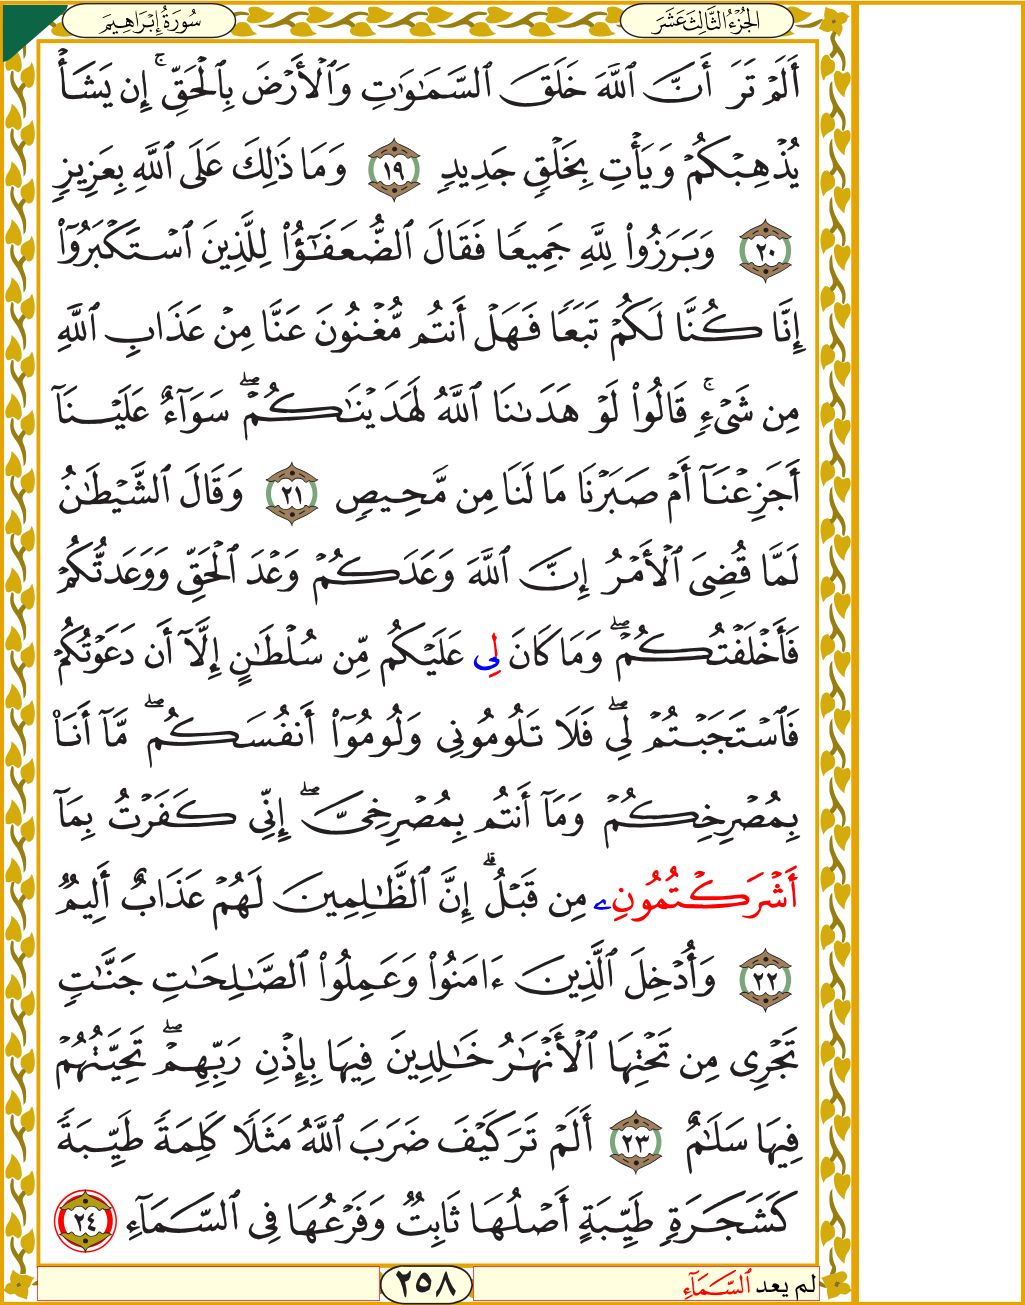 الجُزْءُ الثَّالِثَ عَشَرَ
سُورَةُ إِبْرَاهِيمَ
أَلَمْ تَرَ أَنَّ ٱللَّهَ خَلَقَ ٱلسَّمَٰوَٰتِ وَٱلْأَرْضَ بِٱلْحَقِّ ۚ إِن يَشَأْ
يُذْهِبْكُمْ وَيَأْتِ بِخَلْقٍ جَدِيدٍ ١٩ وَمَا ذَٰلِكَ عَلَى ٱللَّهِ بِعَزِيزٍ
٢٠ وَبَرَزُوا۟ لِلَّهِ جَمِيعًا فَقَالَ ٱلضُّعَفَٰٓؤُا۟ لِلَّذِينَ ٱسْتَكْبَرُوٓا۟
إِنَّا كُنَّا لَكُمْ تَبَعًا فَهَلْ أَنتُم مُّغْنُونَ عَنَّا مِنْ عَذَابِ ٱللَّهِ
مِن شَىْءٍ ۚ قَالُوا۟ لَوْ هَدَىٰنَا ٱللَّهُ لَهَدَيْنَٰكُمْ ۖ سَوَآءٌ عَلَيْنَآ
أَجَزِعْنَآ أَمْ صَبَرْنَا مَا لَنَا مِن مَّحِيصٍ ٢١ وَقَالَ ٱلشَّيْطَٰنُ
لَمَّا قُضِىَ ٱلْأَمْرُ إِنَّ ٱللَّهَ وَعَدَكُمْ وَعْدَ ٱلْحَقِّ وَوَعَدتُّكُمْ
فَأَخْلَفْتُكُمْ ۖ وَمَا كَانَ لِى عَلَيْكُم مِّن سُلْطَٰنٍ إِلَّآ أَن دَعَوْتُكُمْ
فَٱسْتَجَبْتُمْ لِى ۖ فَلَا تَلُومُونِى وَلُومُوٓا۟ أَنفُسَكُم ۖ مَّآ أَنَا۠
بِمُصْرِخِكُمْ وَمَآ أَنتُم بِمُصْرِخِىَّ ۖ إِنِّى كَفَرْتُ بِمَآ
أَشْرَكْتُمُونِۦ مِن قَبْلُ ۗ إِنَّ ٱلظَّٰلِمِينَ لَهُمْ عَذَابٌ أَلِيمٌ
٢٢ وَأُدْخِلَ ٱلَّذِينَ ءَامَنُوا۟ وَعَمِلُوا۟ ٱلصَّٰلِحَٰتِ جَنَّٰتٍ
تَجْرِى مِن تَحْتِهَا ٱلْأَنْهَٰرُ خَٰلِدِينَ فِيهَا بِإِذْنِ رَبِّهِمْ ۖ تَحِيَّتُهُمْ
فِيهَا سَلَٰمٌ ٢٣ أَلَمْ تَرَ كَيْفَ ضَرَبَ ٱللَّهُ مَثَلًا كَلِمَةً طَيِّبَةً
كَشَجَرَةٍ طَيِّبَةٍ أَصْلُهَا ثَابِتٌ وَفَرْعُهَا فِى ٱلسَّمَآءِ ٢٤
لم يعد ٱلسَّمَآءِ
٢٥٨